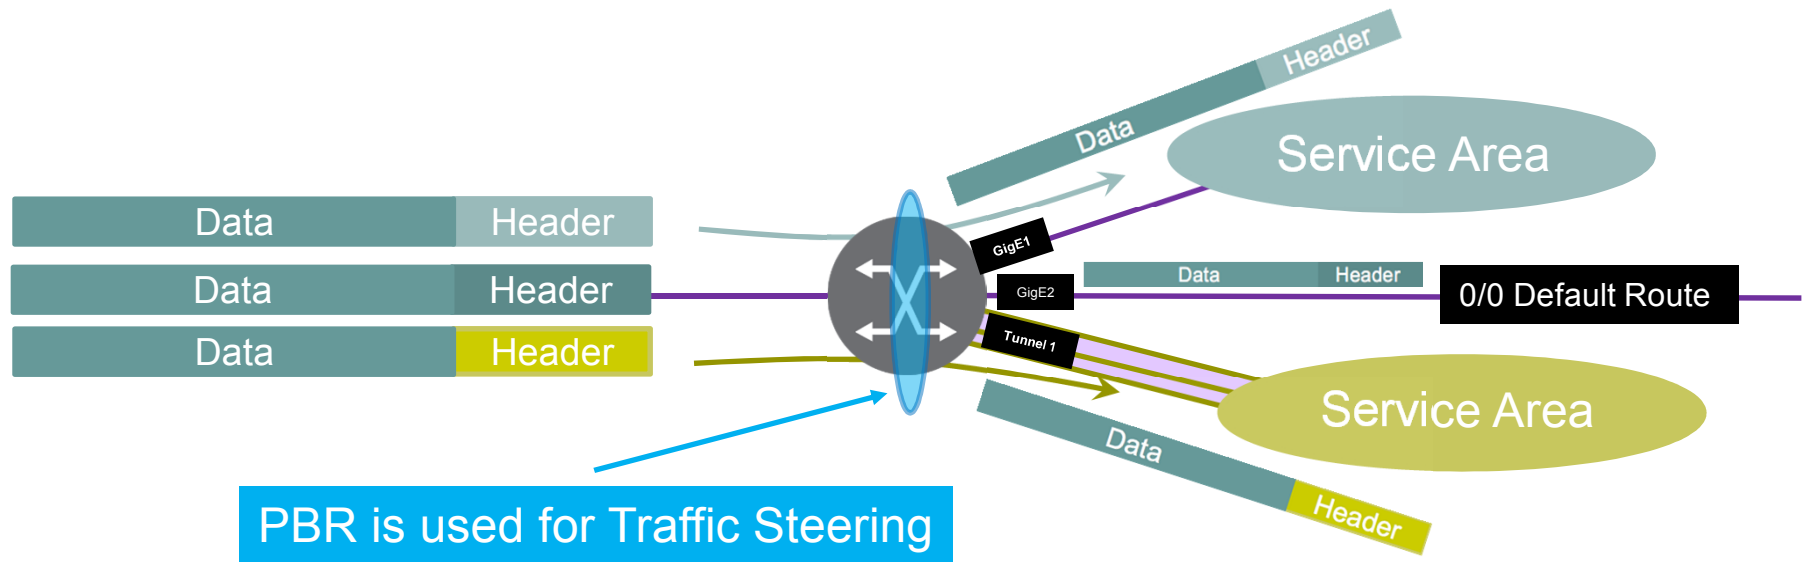 Data Header
Data Header
Data Header
PBR is used for Traffic Steering
Data Header
Service Area
GigE1
GigE2
Data Header
0/0 Default Route
Tunnel 1
Service Area
Data Header